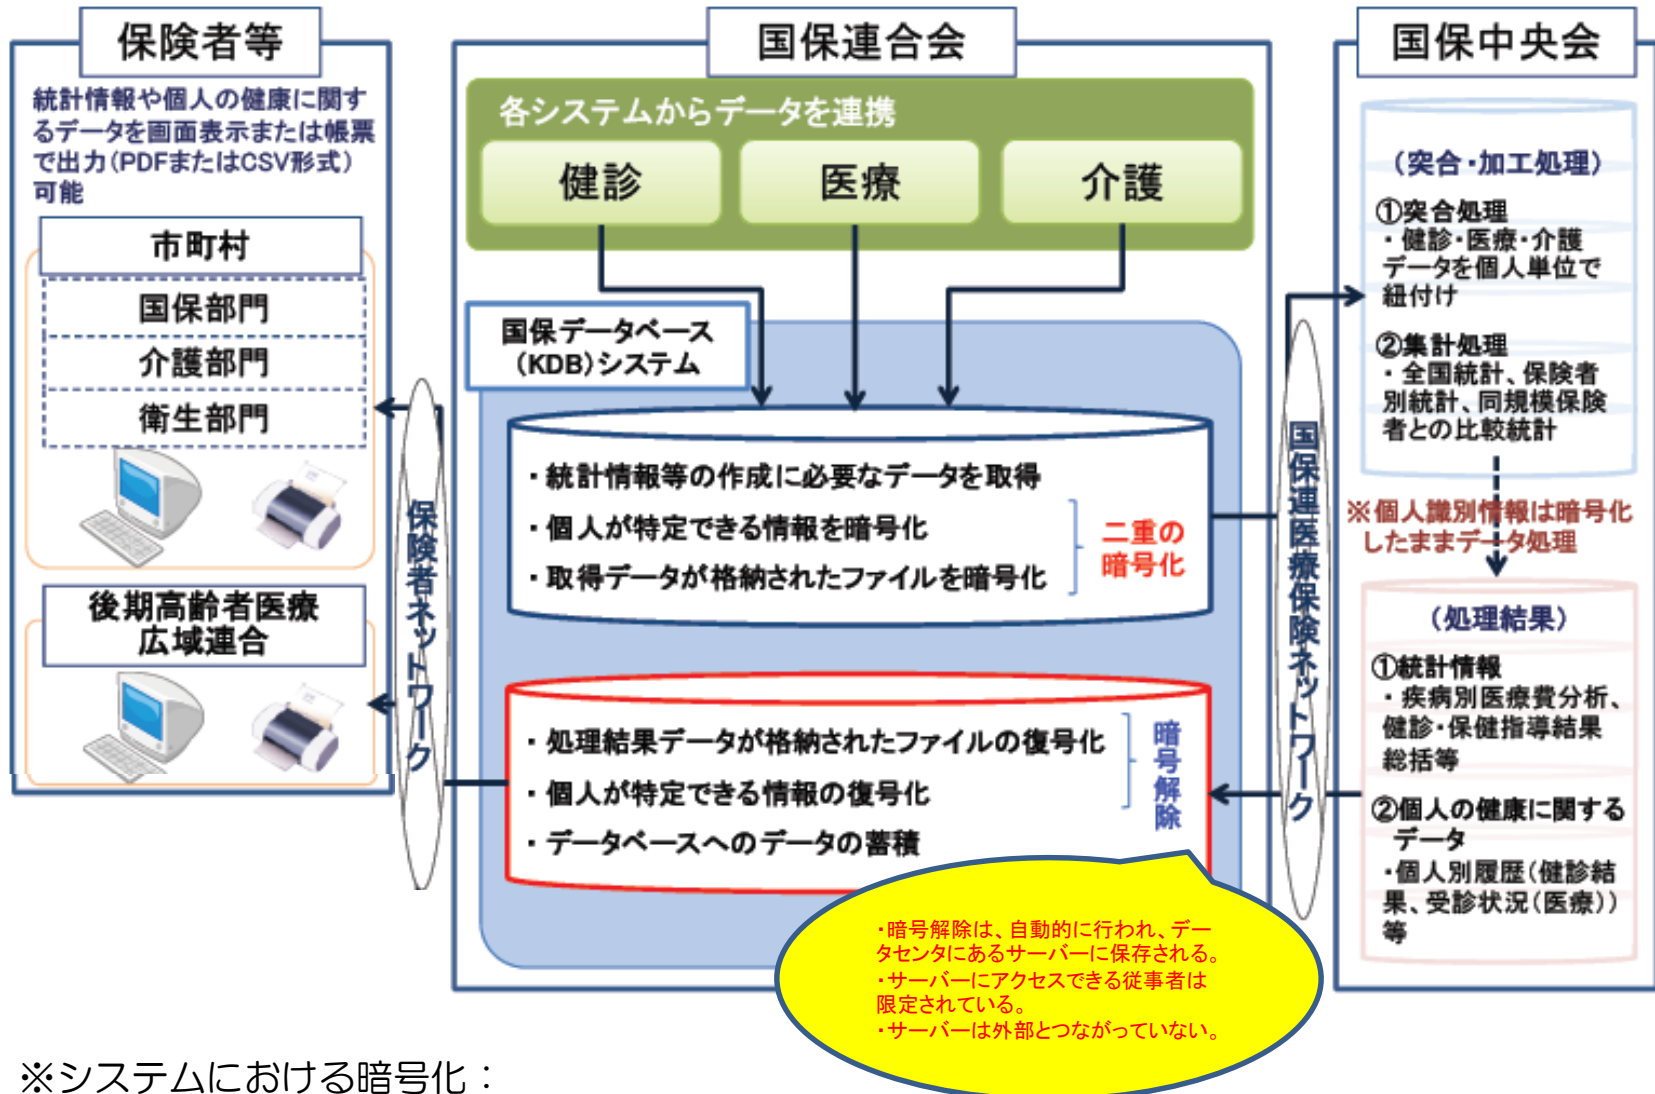 保険者等
統計情報や個人の健康に関す
るデータを画面表示または帳票
で出力(PDFまたはCSV形式)
可能
市町村
国保部門
介護部門
衛生部門
後期高齢者医療
広域連合
保険者ネットワーク
国保連合会
各システムからデータを連携
健診
医療
介護
国保データベース
(KDB)システム
・統計情報等の作成に必要なデータを取得
・個人が特定できる情報を暗号化
・取得データが格納されたファイルを暗号化
二重の
暗号化
・処理結果データが格納されたファイルの復号化
・個人が特定できる情報の復号化
・データベースへのデータの蓄積
暗号解除
・暗号解除は、自動的に行われ、デー
タセンタにあるサーバーに保存される。
・サーバーにアクセスできる従事者は
限定されている。
・サーバーは外部とつながっていない。
国保連医療保険ネットワーク
国保中央会
(突合・加工処理)
①突合処理
・健診・医療・介護
データを個人単位で
紐付け
②集計処理
・全国統計、保険者
別統計、同規模保険
者との比較統計
※個人識別情報は暗号化
したままデータ処理
(処理結果)
①統計情報
・疾病別医療費分析、
健診・保健指導結果
総括等
②個人の健康に関する
データ
・個人別履歴(健診結
果、受診状況(医療))
等
※システムにおける暗号化：